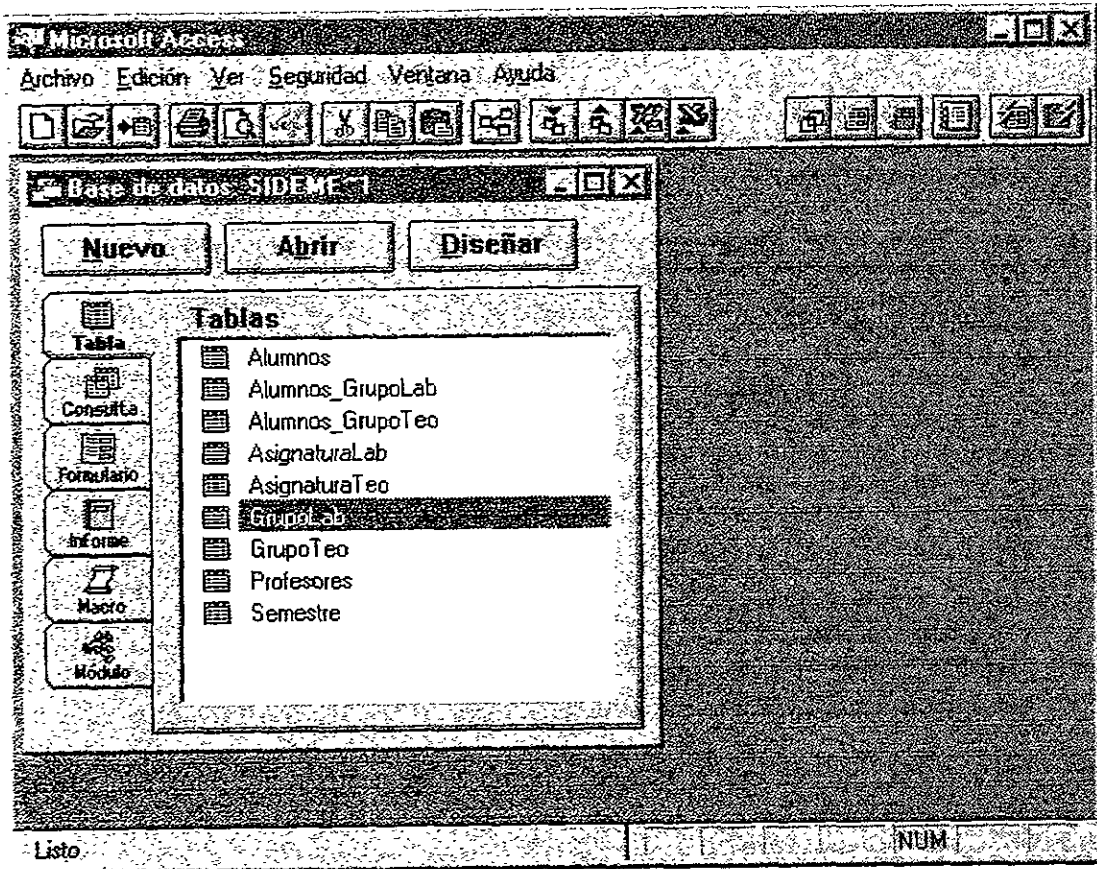 Microsoft Access
Archivo Edición Ver Seguridad Ventana Ayuda
Base de datos: SIDEME~1
Nuevo Abrir Diseñar
Tabla
Consulta
Formulario
Informe
Macro
Módulo
Tablas
Alumnos
Alumnos_GrupoLab
Alumnos_GrupoTeo
AsignaturaLab
AsignaturaTeo
GrupoLab
GrupoTeo
Profesores
Semestre
Listo
NUM